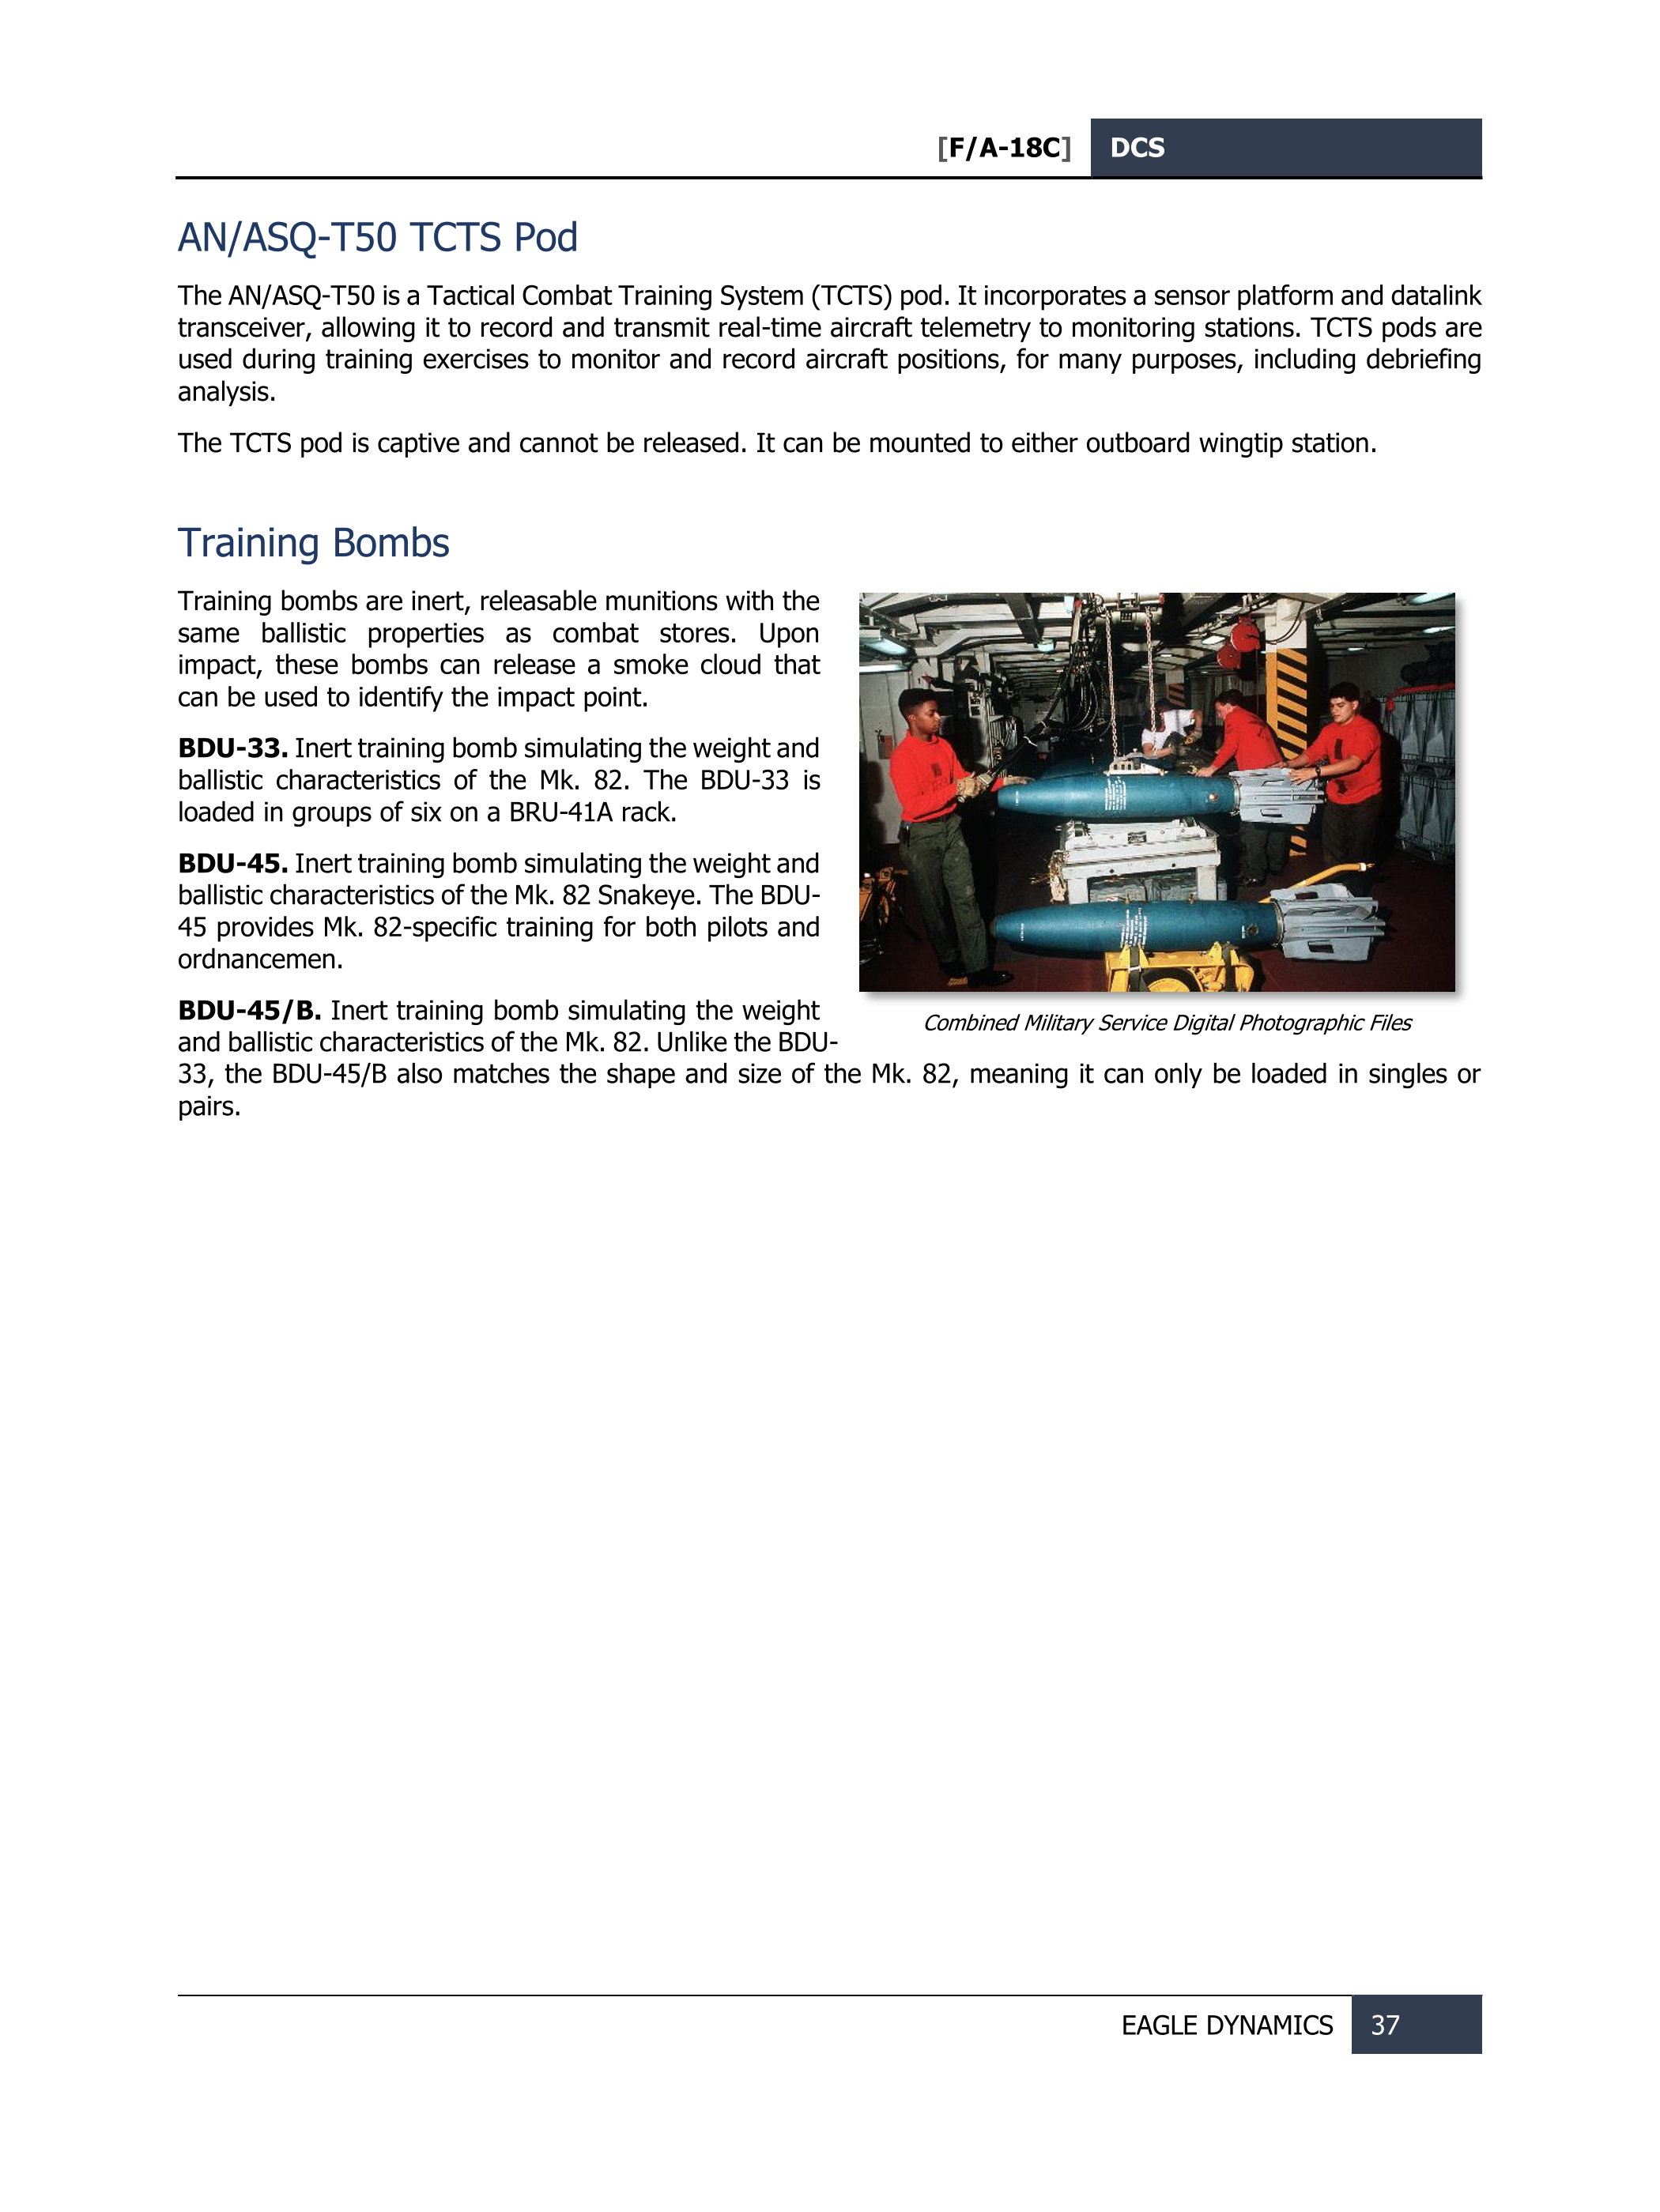 [F/A-18C] DCS
AN/ASQ-T50 TCTS Pod
The AN/ASQ-T50 is a Tactical Combat Training System (TCTS) pod. It incorporates a sensor platform and datalink
transceiver, allowing it to record and transmit real-time aircraft telemetry to monitoring stations. TCTS pods are
used during training exercises to monitor and record aircraft positions, for many purposes, including debriefing
analysis.
The TCTS pod is captive and cannot be released. It can be mounted to either outboard wingtip station.
Training Bombs
Training bombs are inert, releasable munitions with the
same ballistic properties as combat stores. Upon
impact, these bombs can release a smoke cloud that
can be used to identify the impact point.
BDU-33. Inert training bomb simulating the weight and
ballistic characteristics of the Mk. 82. The BDU-33 is
loaded in groups of six on a BRU-41A rack.
BDU-45. Inert training bomb simulating the weight and
ballistic characteristics of the Mk. 82 Snakeye. The BDU-
45 provides Mk. 82-specific training for both pilots and
ordnancemen.
BDU-45/B. Inert training bomb simulating the weight
and ballistic characteristics of the Mk. 82. Unlike the BDU-
33, the BDU-45/B also matches the shape and size of the Mk. 82, meaning it can only be loaded in singles or
pairs.
Combined Military Service Digital Photographic Files
EAGLE DYNAMICS 37